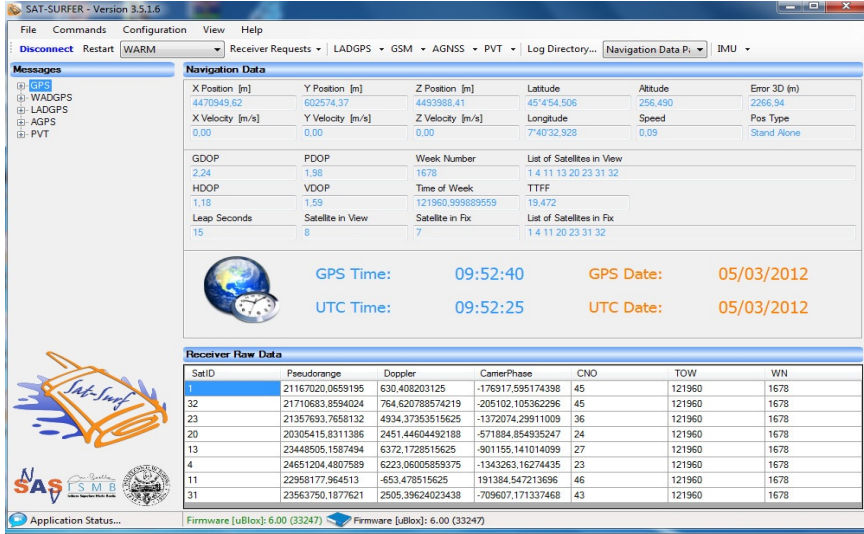 SAT-SURFER - Version 3.5.1.6
File Commands Configuration View Help
Disconnect Restart WARM Receiver Requests LADGPS GSM AGNSS PVT Log Directory... Navigation Data P IMU
Messages
GPS
WADGPS
LADGPS
AGPS
PVT
Navigation Data
X Position [m] Y Position [m] Z Position [m] Latitude Altitude Error 3D (m)
4470949,62 602574,37 4493988,41 45°4'54,506 256,490 2266,94
X Velocity [m/s] Y Velocity [m/s] Z Velocity [m/s] Longitude Speed Pos Type
0,00 0,00 0,00 7°40'32,928 0,09 Stand Alone
GDOP PDOP Week Number List of Satellites in View
2,24 1,98 1678 1 4 11 13 20 23 31 32
HDOP VDOP Time of Week TTFF
1,18 1,59 121960,999889559 19,472
Leap Seconds Satellite in View Satellite in Fix List of Satellites in Fix
15 8 7 1 4 11 20 23 31 32
GPS Time: 09:52:40 GPS Date: 05/03/2012
UTC Time: 09:52:25 UTC Date: 05/03/2012
Receiver Raw Data
SatID Pseudorange Doppler CarrierPhase CNO TOW WN
1 21167020,0659195 630,408203125 -176917,595174398 45 121960 1678
32 21710683,8594024 764,620788574219 -205102,105362296 45 121960 1678
23 21357693,7658132 4934,37353515625 -1372074,29911009 36 121960 1678
20 20305415,8311386 2451,44604492188 -571884,854935247 24 121960 1678
13 23448505,1587494 6372,1728515625 -901155,141014099 27 121960 1678
4 24651204,4807589 6223,06005859375 -1343263,16274435 23 121960 1678
11 22958177,964513 -653,478515625 191384,547213696 46 121960 1678
31 23563750,1877621 2505,39624023438 -709607,171337468 43 121960 1678
Sat-Surf
NavSAS
ISMB
Application Status... Firmware [uBlox]: 6.00 (33247) Firmware [uBlox]: 6.00 (33247)